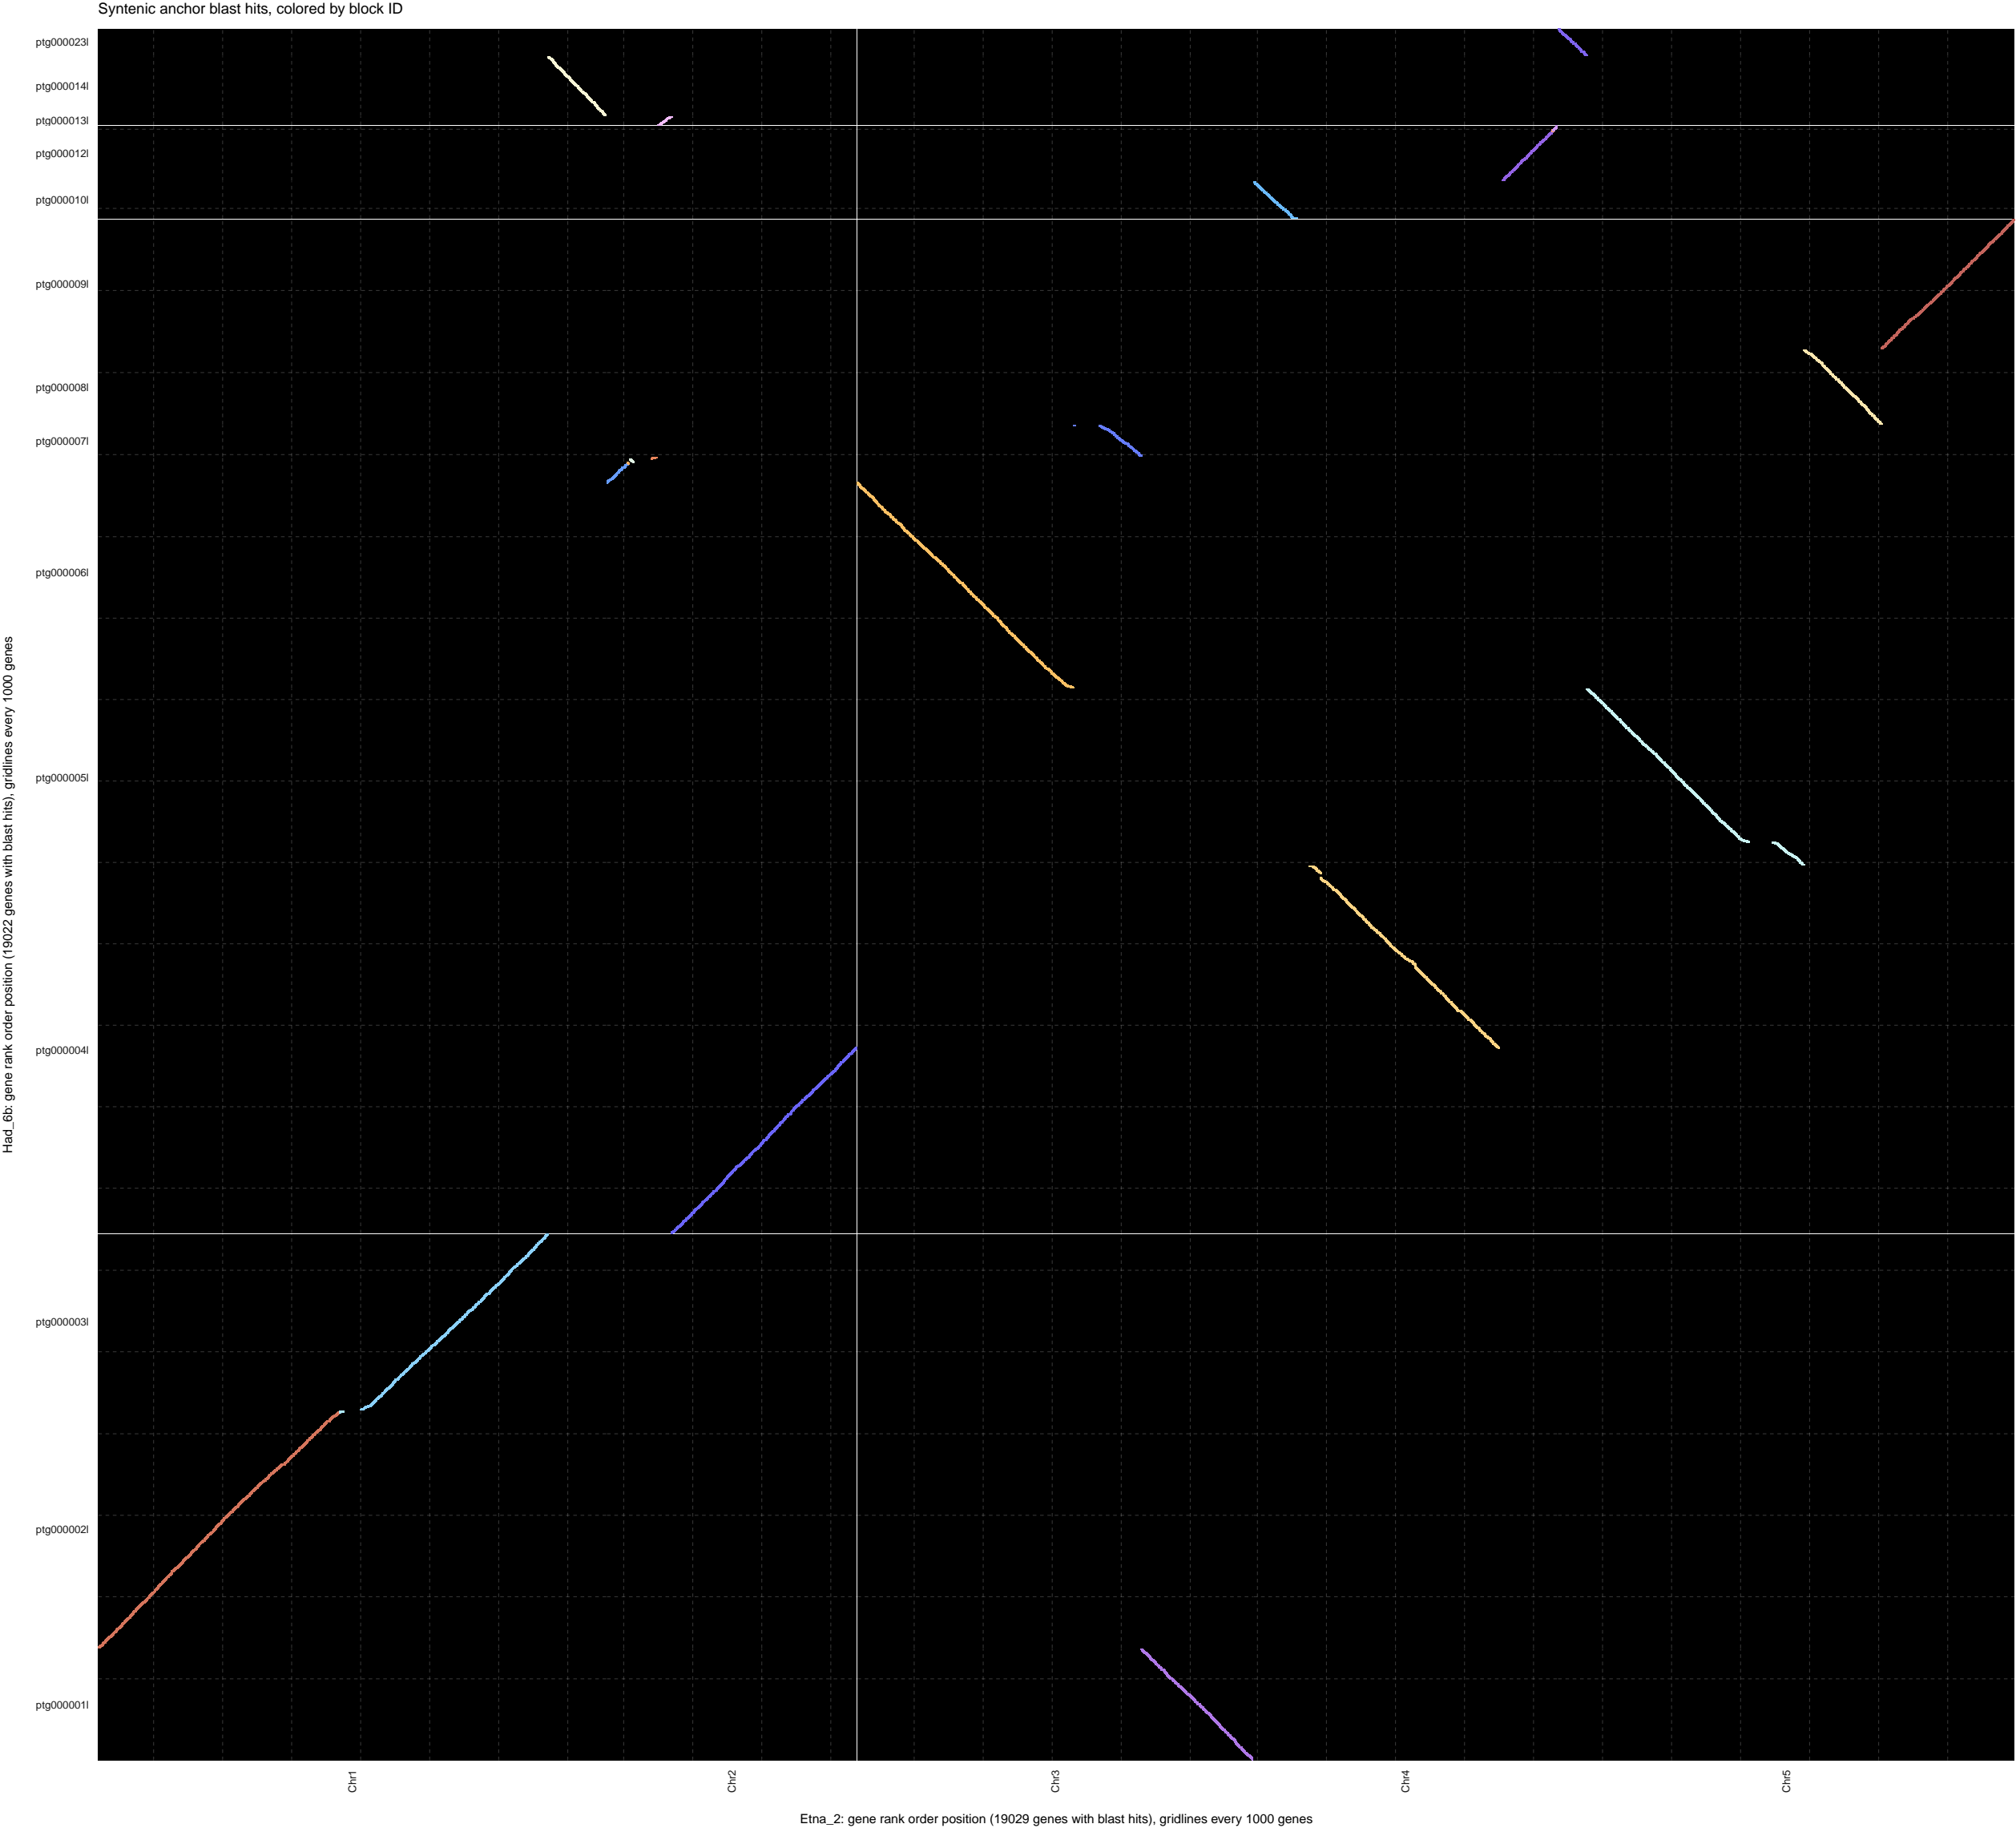 Syntenic anchor blast hits, colored by block ID
ptg000023l
ptg000014l
ptg000013l
ptg000012l
ptg000010l
ptg000009l
ptg000008l
ptg000007l
ptg000006l
ptg000005l
ptg000004l
ptg000003l
ptg000002l
ptg000001l
Had_6b: gene rank order position (19022 genes with blast hits), gridlines every 1000 genes
Chr1
Chr2
Chr3
Chr4
Chr5
Etna_2: gene rank order position (19029 genes with blast hits), gridlines every 1000 genes